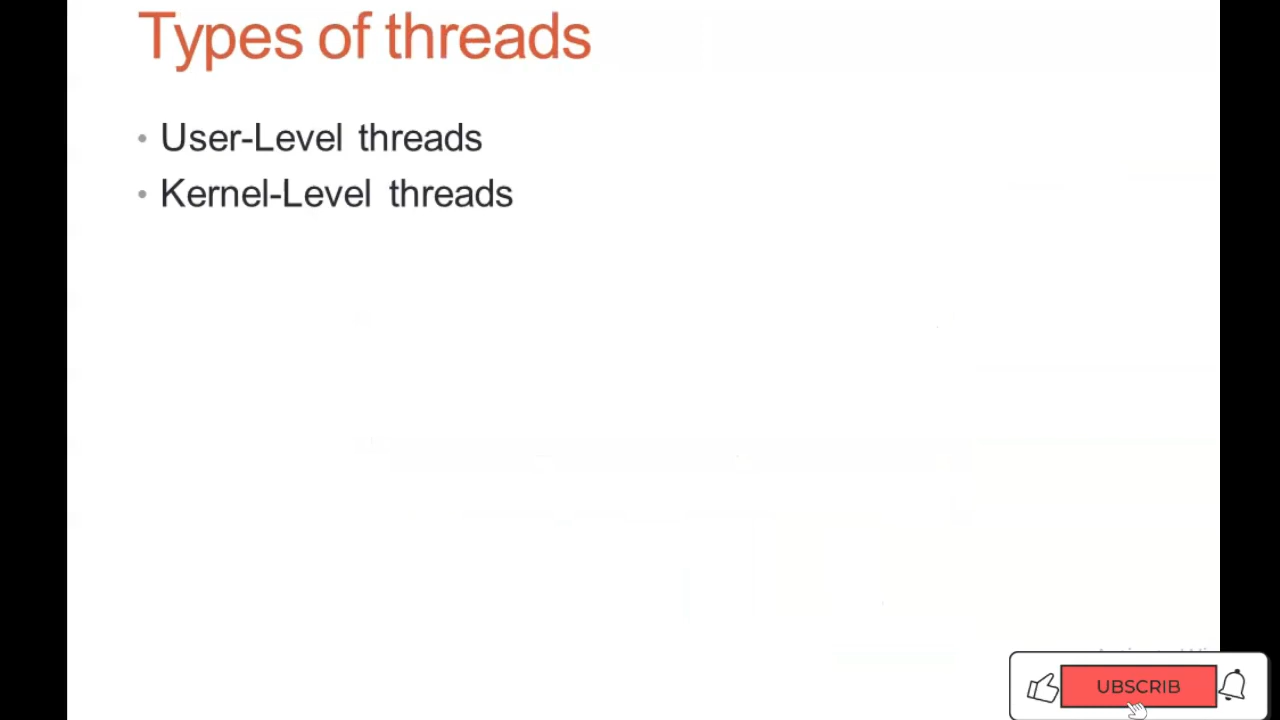 Types of threads
• User-Level threads
• Kernel-Level threads
UBSCRIB